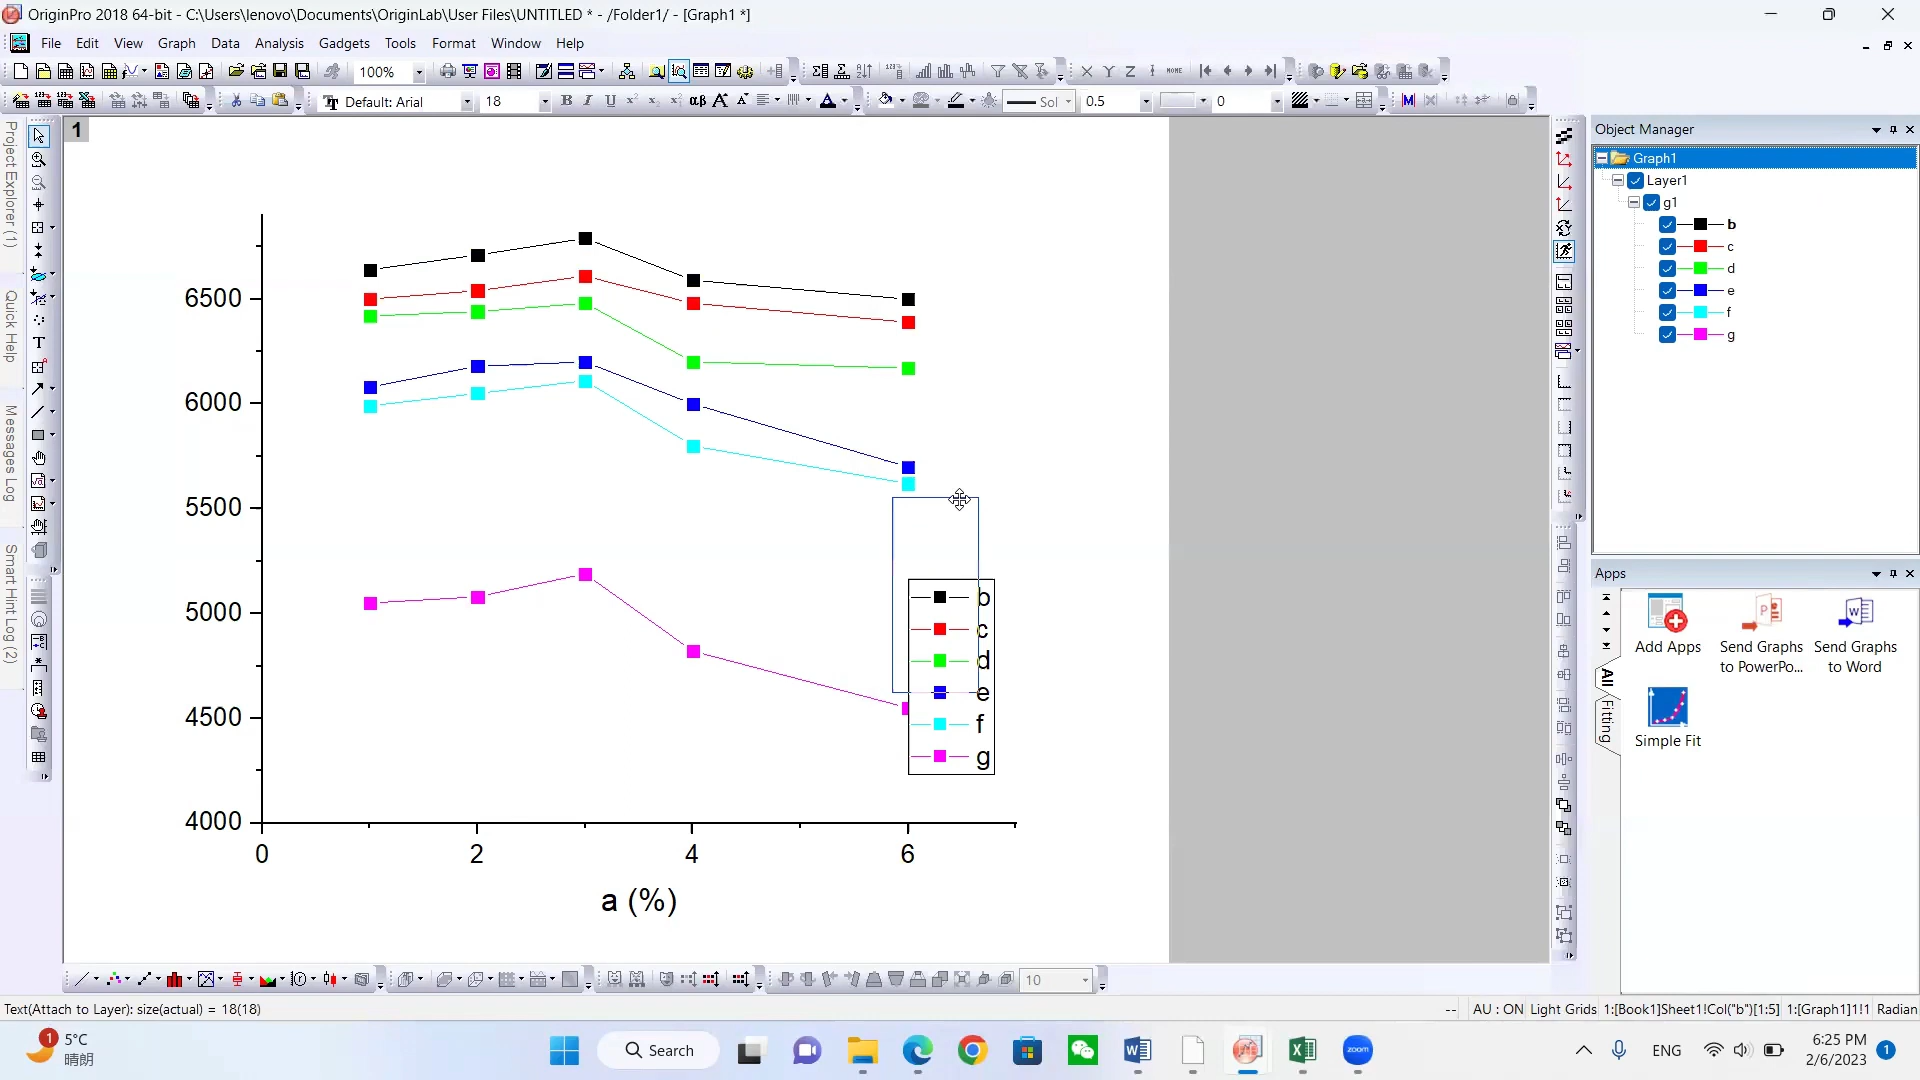 OriginPro 2018 64-bit - C:\Users\lenovo\Documents\OriginLab\User Files\UNTITLED * - /Folder1/ - [Graph1 *]
File Edit View Graph Data Analysis Gadgets Tools Format Window Help
100%
Default: Arial 18 B I U αβ A A A Sol 0.5 0
Project Explorer (1)
Quick Help
Messages Log
Smart Hint Log (2)
1
6500
6000
5500
5000
4500
4000
0 2 4 6
a (%)
b
c
d
e
f
g
Object Manager
Graph1
Layer1
g1
b
c
d
e
f
g
Apps
All
Fitting
Add Apps
Send Graphs to PowerPo...
Send Graphs to Word
Simple Fit
10
Text(Attach to Layer): size(actual) = 18(18)
-- AU : ON Light Grids 1:[Book1]Sheet1!Col("b")[1:5] 1:[Graph1]1!1 Radian
1
5°C
晴朗
Search
zoom
ENG
6:25 PM
2/6/2023
1